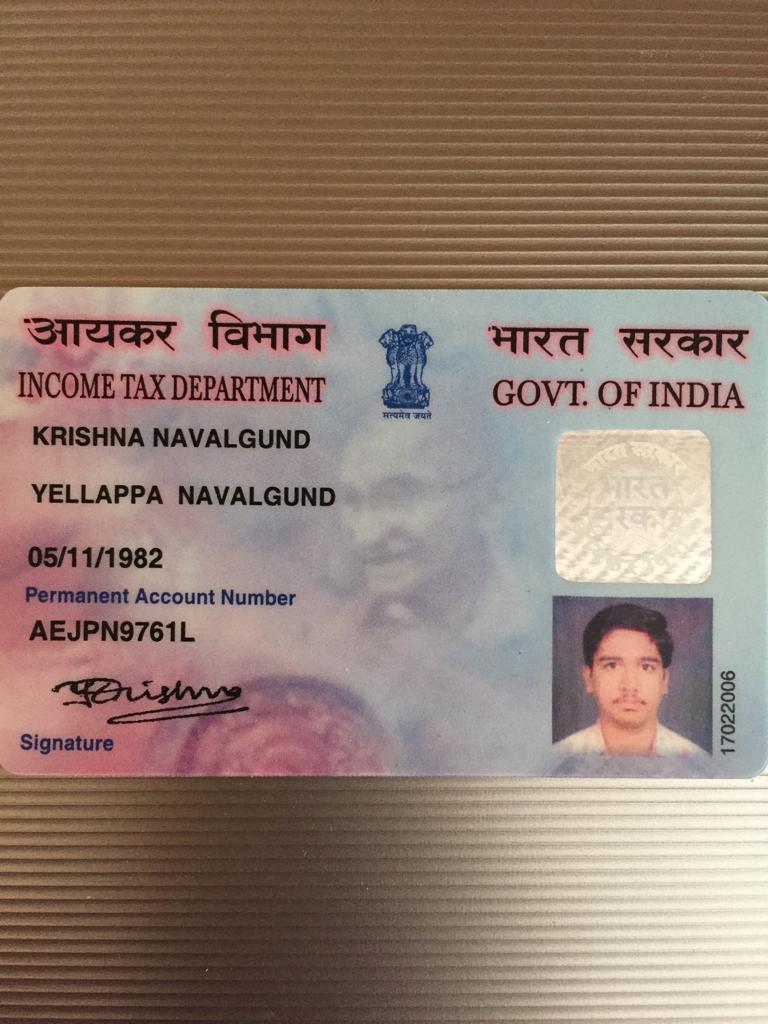 आयकर विभाग
INCOME TAX DEPARTMENT
सत्यमेव जयते
भारत सरकार
GOVT. OF INDIA
KRISHNA NAVALGUND
YELLAPPA NAVALGUND
05/11/1982
Permanent Account Number
AEJPN9761L
Krishna
Signature
भारत सरकार
भारत
17022006